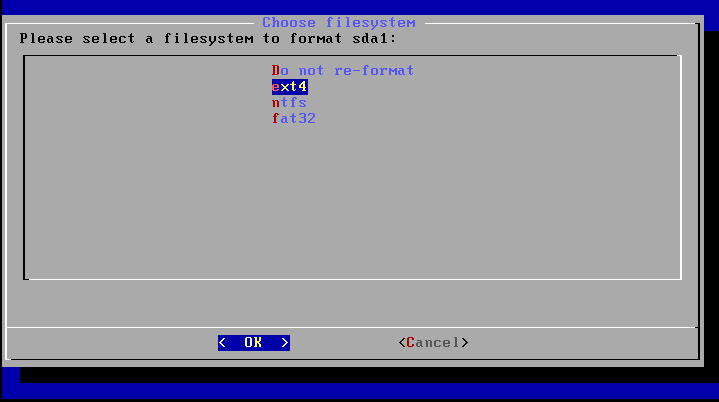 Choose filesystem
Please select a filesystem to format sda1:
Do not re-format
ext4
ntfs
fat32
< OK > <Cancel>